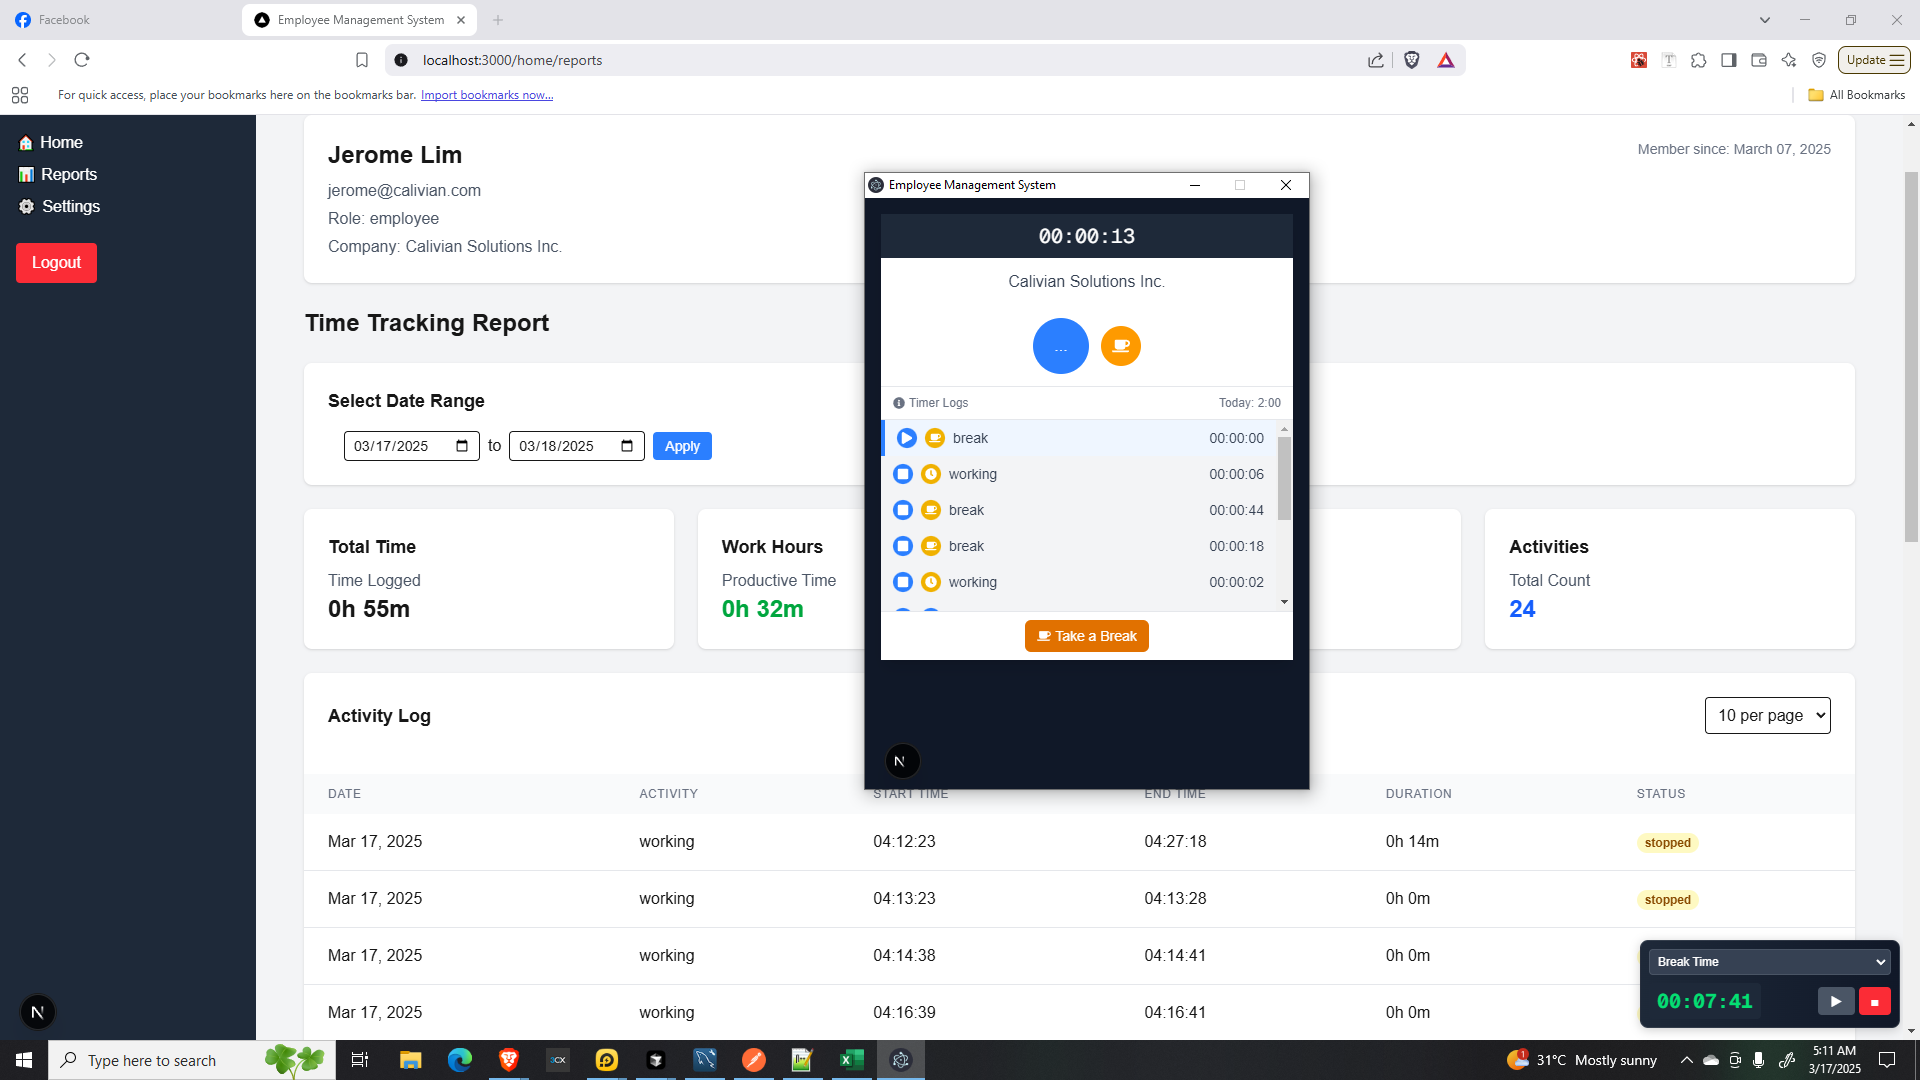 Facebook
Employee Management System
localhost:3000/home/reports
Update
For quick access, place your bookmarks here on the bookmarks bar. Import bookmarks now...
All Bookmarks
Home
Reports
Settings
Logout
Jerome Lim
Member since: March 07, 2025
jerome@calivian.com
Role: employee
Company: Calivian Solutions Inc.
Time Tracking Report
Select Date Range
03/17/2025 to 03/18/2025 Apply
Total Time
Time Logged
0h 55m
Work Hours
Productive Time
0h 32m
Activities
Total Count
24
Employee Management System
00:00:13
Calivian Solutions Inc.
...
Timer Logs Today: 2:00
break 00:00:00
working 00:00:06
break 00:00:44
break 00:00:18
working 00:00:02
Take a Break
N
Activity Log
10 per page
DATE ACTIVITY START TIME END TIME DURATION STATUS
Mar 17, 2025 working 04:12:23 04:27:18 0h 14m stopped
Mar 17, 2025 working 04:13:23 04:13:28 0h 0m stopped
Mar 17, 2025 working 04:14:38 04:14:41 0h 0m
Mar 17, 2025 working 04:16:39 04:16:41 0h 0m
Break Time
00:07:41
N
Type here to search
3CX
1
31°C Mostly sunny
5:11 AM
3/17/2025